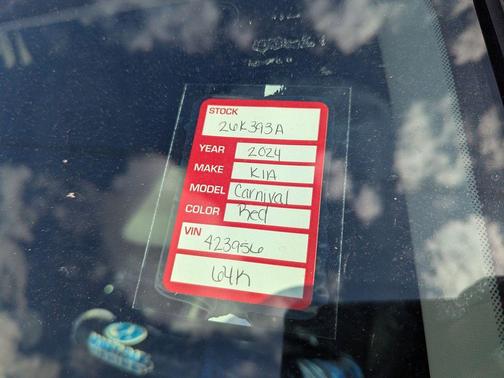 STOCK
26K393A
YEAR 2024
MAKE KIA
MODEL Carnival
COLOR Red
VIN
423956
64K